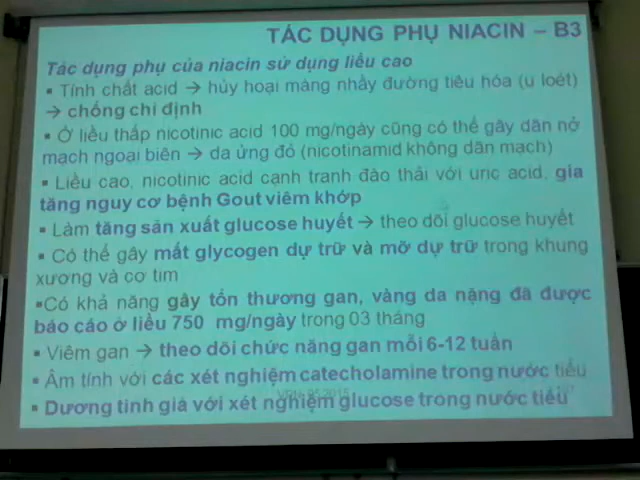 TÁC DỤNG PHỤ NIACIN – B3
Tác dụng phụ của niacin sử dụng liều cao
▪ Tính chất acid → hủy hoại màng nhầy đường tiêu hóa (u loét)
→ chống chỉ định
▪ Ở liều thấp nicotinic acid 100 mg/ngày cũng có thể gây dãn nở
mạch ngoại biên → da ửng đỏ (nicotinamid không dãn mạch)
▪ Liều cao, nicotinic acid cạnh tranh đào thải với uric acid, gia
tăng nguy cơ bệnh Gout viêm khớp
▪ Làm tăng sản xuất glucose huyết → theo dõi glucose huyết
▪ Có thể gây mất glycogen dự trữ và mỡ dự trữ trong khung
xương và cơ tim
▪Có khả năng gây tổn thương gan, vàng da nặng đã được
báo cáo ở liều 750 mg/ngày trong 03 tháng
▪ Viêm gan → theo dõi chức năng gan mỗi 6-12 tuần
▪ Âm tính với các xét nghiệm catecholamine trong nước tiểu
▪ Dương tính giả với xét nghiệm glucose trong nước tiểu